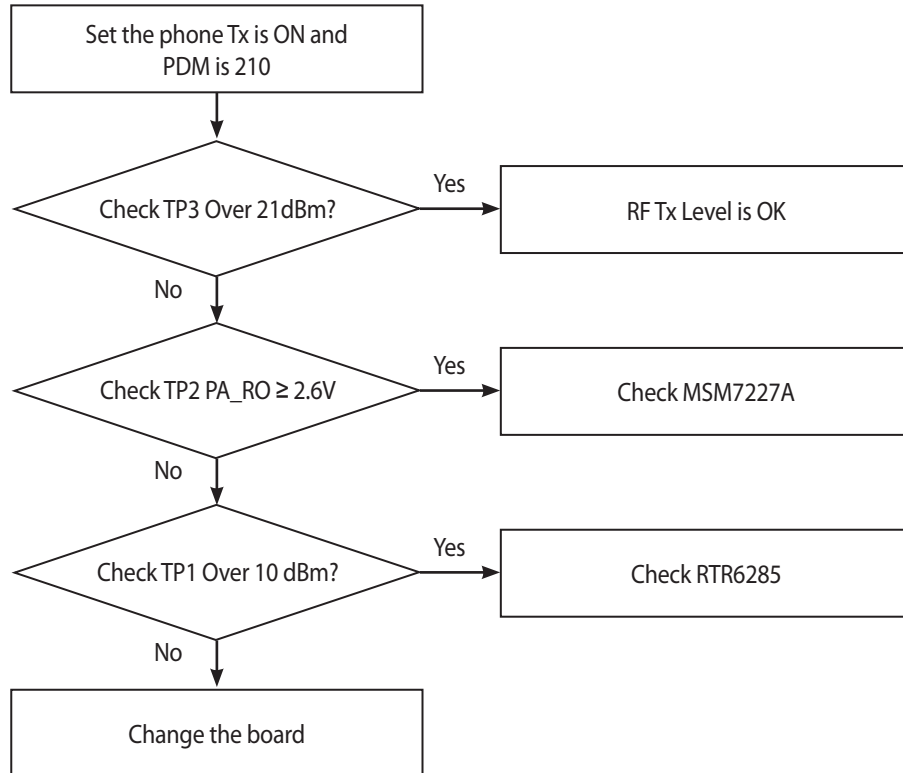 Set the phone Tx is ON and
PDM is 210
Check TP3 Over 21dBm?
Yes
RF Tx Level is OK
No
Check TP2 PA_RO ≥ 2.6V
Yes
Check MSM7227A
No
Check TP1 Over 10 dBm?
Yes
Check RTR6285
No
Change the board